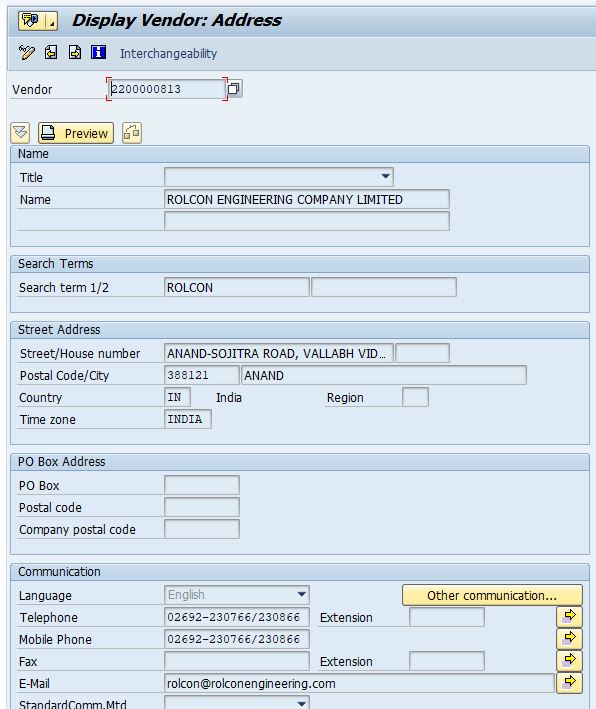 Display Vendor: Address
Interchangeability
Vendor 2200000813
Preview
Name
Title
Name ROLCON ENGINEERING COMPANY LIMITED
Search Terms
Search term 1/2 ROLCON
Street Address
Street/House number ANAND-SOJITRA ROAD, VALLABH VID...
Postal Code/City 388121 ANAND
Country IN India Region
Time zone INDIA
PO Box Address
PO Box
Postal code
Company postal code
Communication
Language English Other communication...
Telephone 02692-230766/230866 Extension
Mobile Phone 02692-230766/230866
Fax Extension
E-Mail rolcon@rolconengineering.com
StandardComm.Mtd